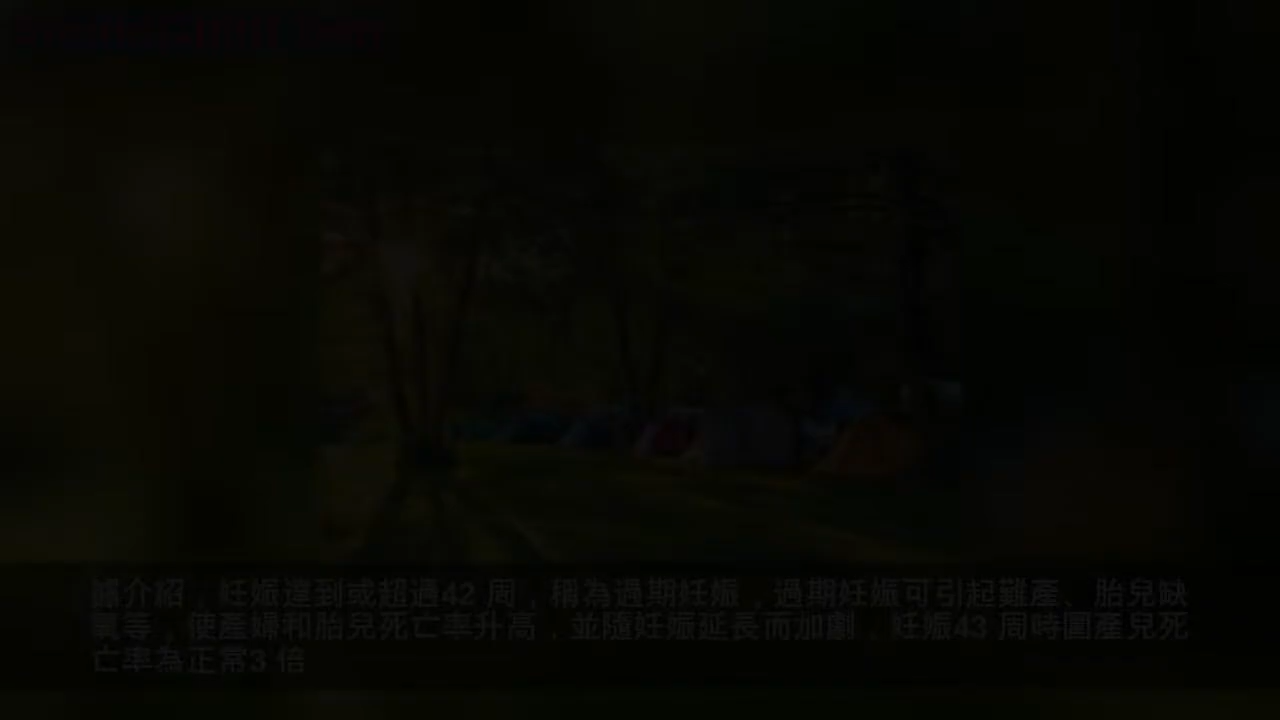 據介紹，妊娠達到或超過42 周，稱為過期妊娠，過期妊娠可引起難產、胎兒缺
氧等，使產婦和胎兒死亡率升高，並隨妊娠延長而加劇，妊娠43 周時圍產兒死
亡率為正常3 倍